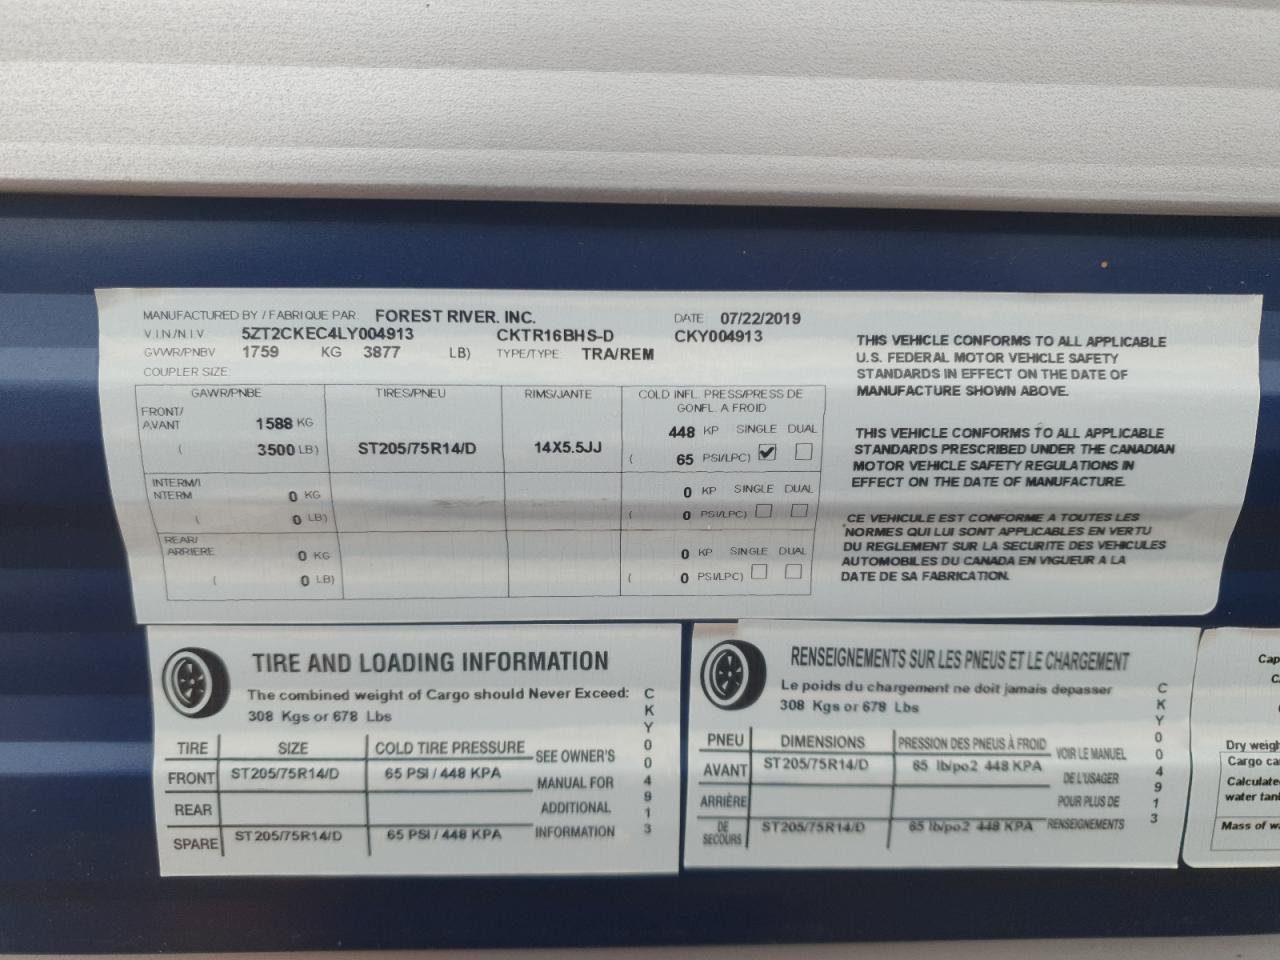 MANUFACTURED BY / FABRIQUE PAR: FOREST RIVER. INC. DATE 07/22/2019
VIN/NIV 5ZT2CKEC4LY004913 CKTR16BHS-D CKY004913
GVWR/PNBV 1759 KG 3877 LB) TYPE/TYPE TRA/REM
COUPLER SIZE:
GAWR/PNBE TIRES/PNEU RIMS/JANTE COLD INFL. PRESS/PRESS DE
GONFL. A FROID
FRONT/
AVANT 1588 KG 448 KP SINGLE DUAL
( 3500 LB) ST205/75R14/D 14X5.5JJ ( 65 PSI/LPC)
INTERM/I
NTERM 0 KG 0 KP SINGLE DUAL
( 0 LB) ( 0 PSI/LPC)
REAR/
ARRIERE 0 KG 0 KP SINGLE DUAL
( 0 LB) ( 0 PSI/LPC)
THIS VEHICLE CONFORMS TO ALL APPLICABLE
U.S. FEDERAL MOTOR VEHICLE SAFETY
STANDARDS IN EFFECT ON THE DATE OF
MANUFACTURE SHOWN ABOVE.
THIS VEHICLE CONFORMS TO ALL APPLICABLE
STANDARDS PRESCRIBED UNDER THE CANADIAN
MOTOR VEHICLE SAFETY REGULATIONS IN
EFFECT ON THE DATE OF MANUFACTURE.
CE VEHICULE EST CONFORME A TOUTES LES
NORMES QUI LUI SONT APPLICABLES EN VERTU
DU REGLEMENT SUR LA SECURITE DES VEHICULES
AUTOMOBILES DU CANADA EN VIGUEUR A LA
DATE DE SA FABRICATION.
TIRE AND LOADING INFORMATION
The combined weight of Cargo should Never Exceed:
308 Kgs or 678 Lbs
TIRE SIZE COLD TIRE PRESSURE
FRONT ST205/75R14/D 65 PSI / 448 KPA
REAR
SPARE ST205/75R14/D 65 PSI / 448 KPA
SEE OWNER'S
MANUAL FOR
ADDITIONAL
INFORMATION
CKY004913
RENSEIGNEMENTS SUR LES PNEUS ET LE CHARGEMENT
Le poids du chargement ne doit jamais depasser
308 Kgs or 678 Lbs
PNEU DIMENSIONS PRESSION DES PNEUS À FROID
AVANT ST205/75R14/D 65 lb/po2 448 KPA
ARRIÈRE
DE
SECOURS ST205/75R14/D 65 lb/po2 448 KPA
VOIR LE MANUEL
DE L'USAGER
POUR PLUS DE
RENSEIGNEMENTS
CKY004913
Cap
Dry weigh
Cargo ca
Calculate
water tan
Mass of wa